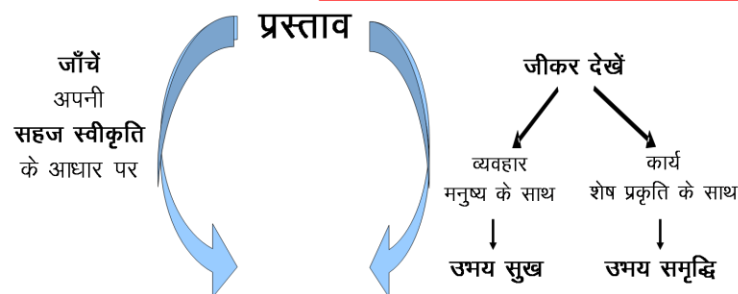 प्रस्ताव
जाँचें
अपनी
सहज स्वीकृति
के आधार पर
जीकर देखें
व्यवहार
मनुष्य के साथ
उभय सुख
कार्य
शेष प्रकृति के साथ
उभय समृद्धि